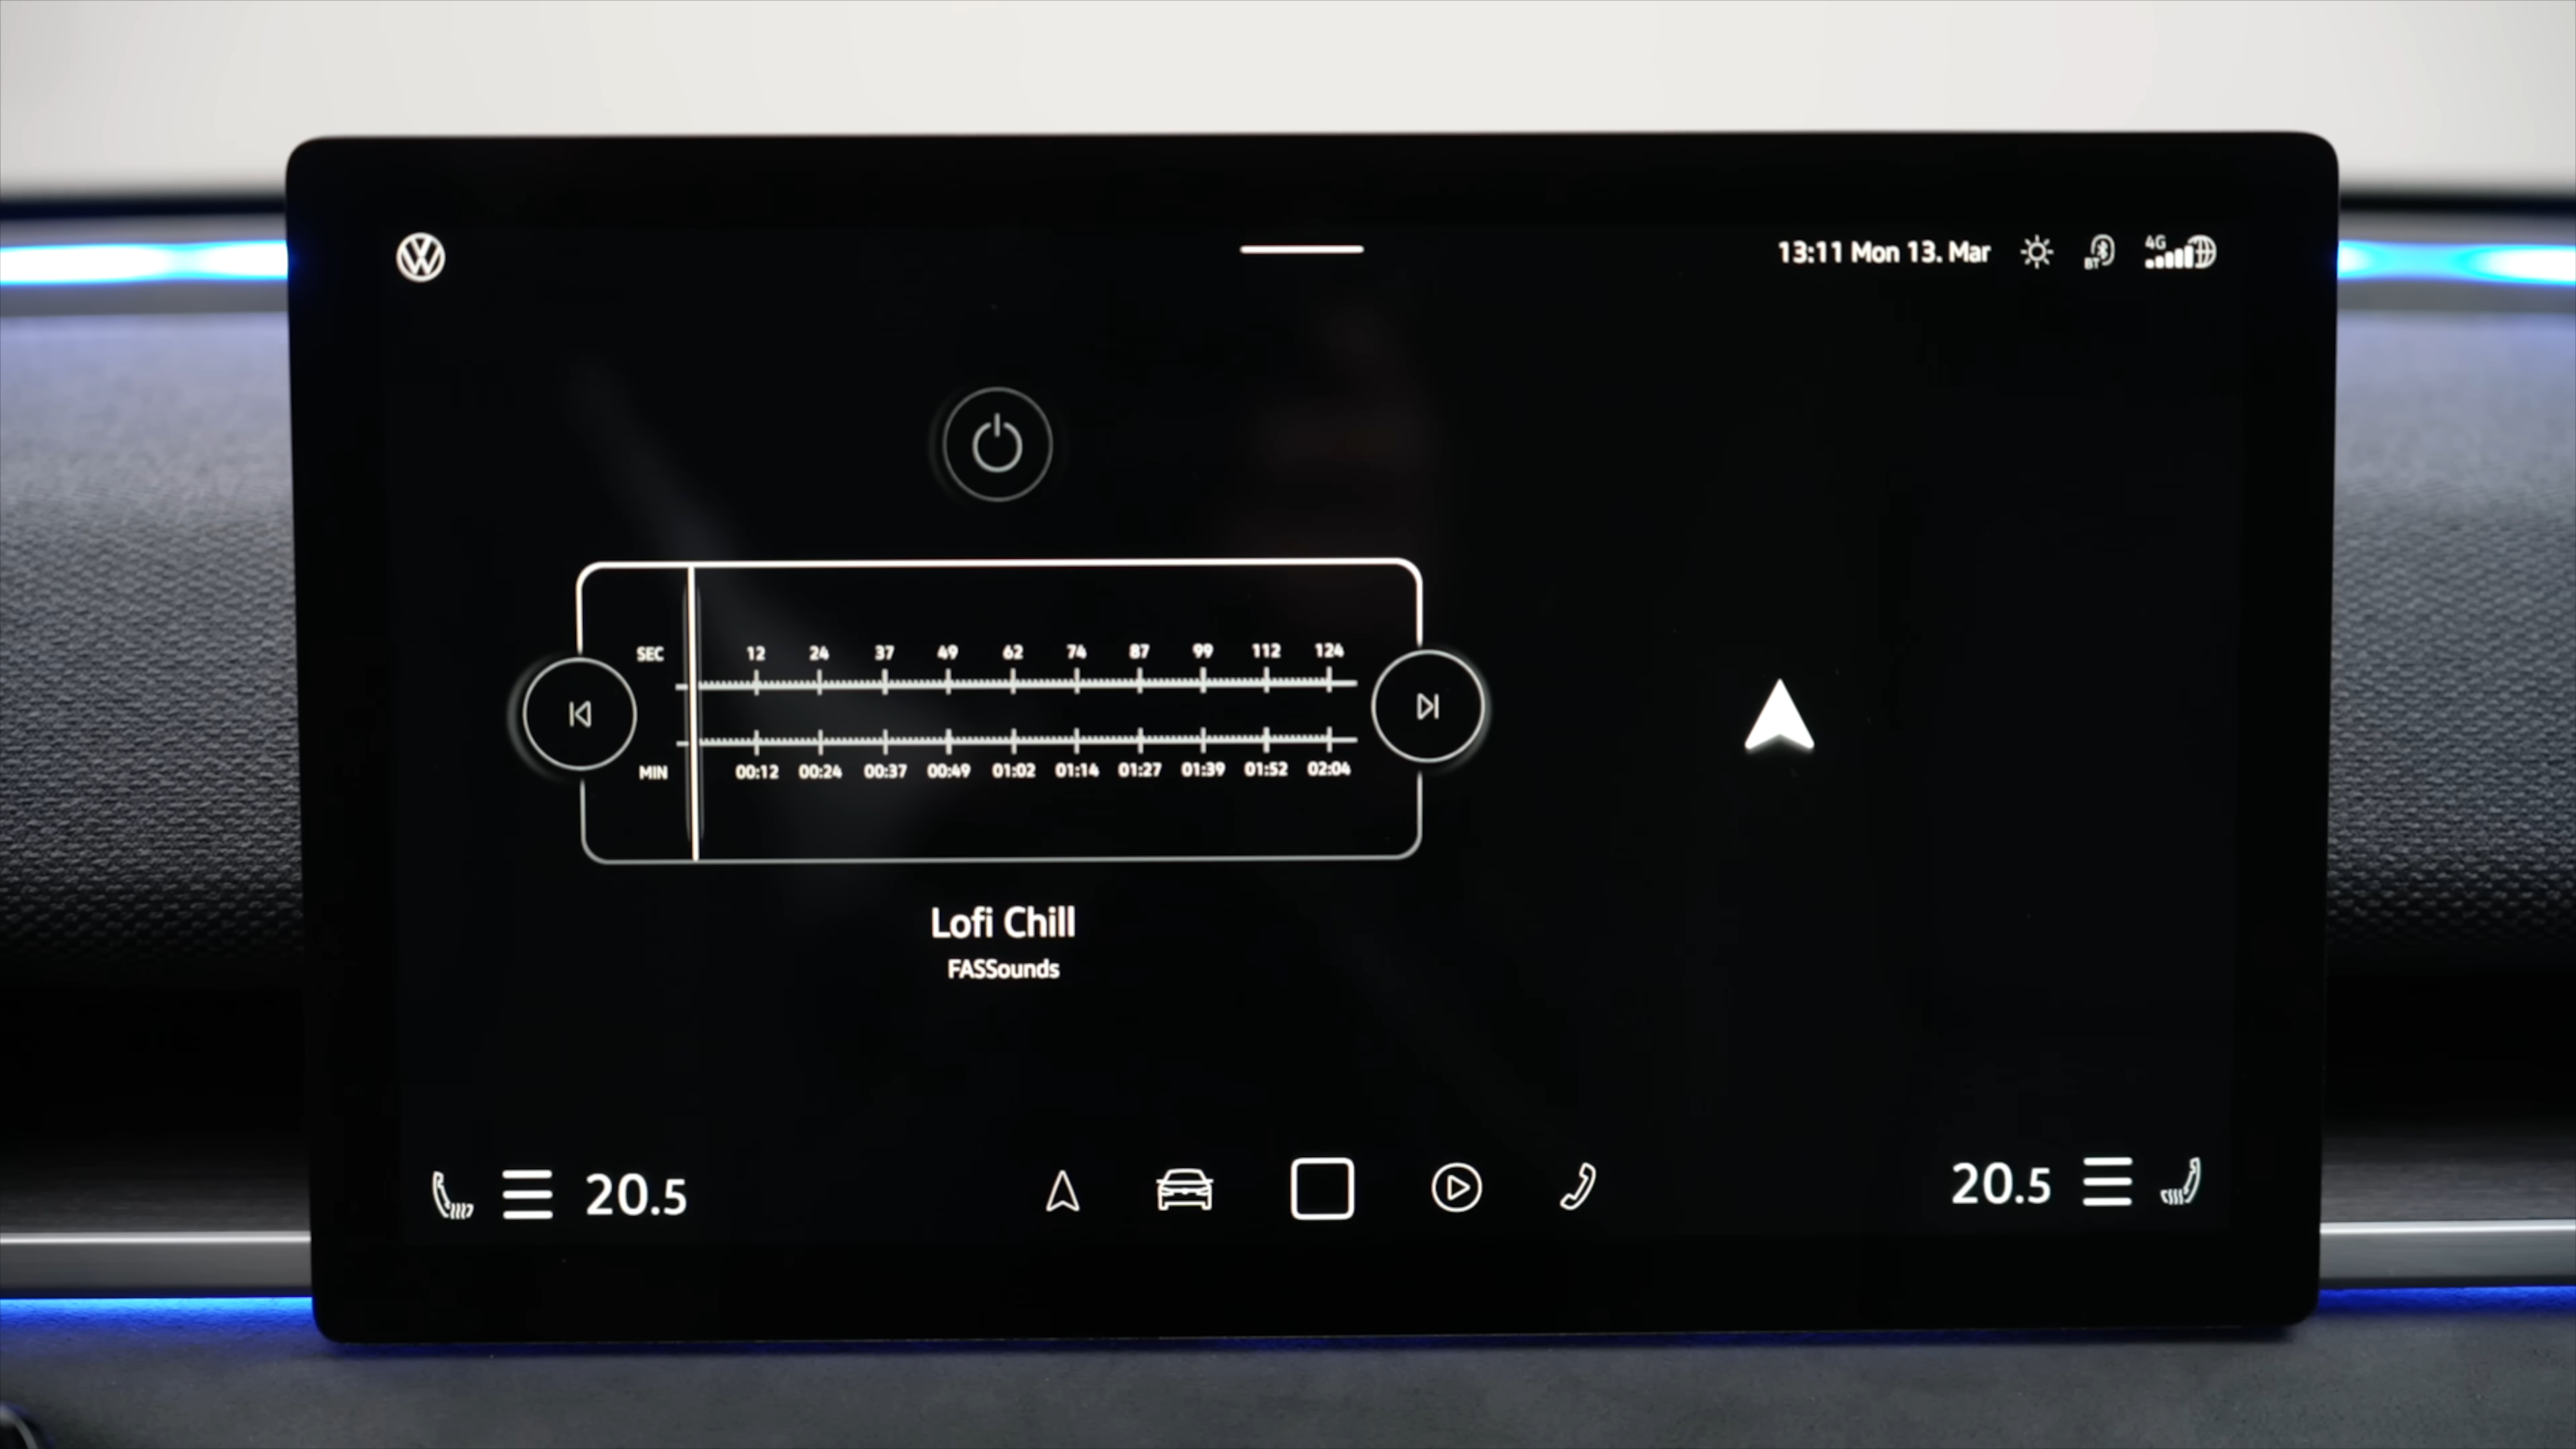 13:11 Mon 13. Mar
BT
4G
SEC 12 24 37 49 62 74 87 99 112 124
MIN 00:12 00:24 00:37 00:49 01:02 01:14 01:27 01:39 01:52 02:04
Lofi Chill
FASSounds
20.5
20.5